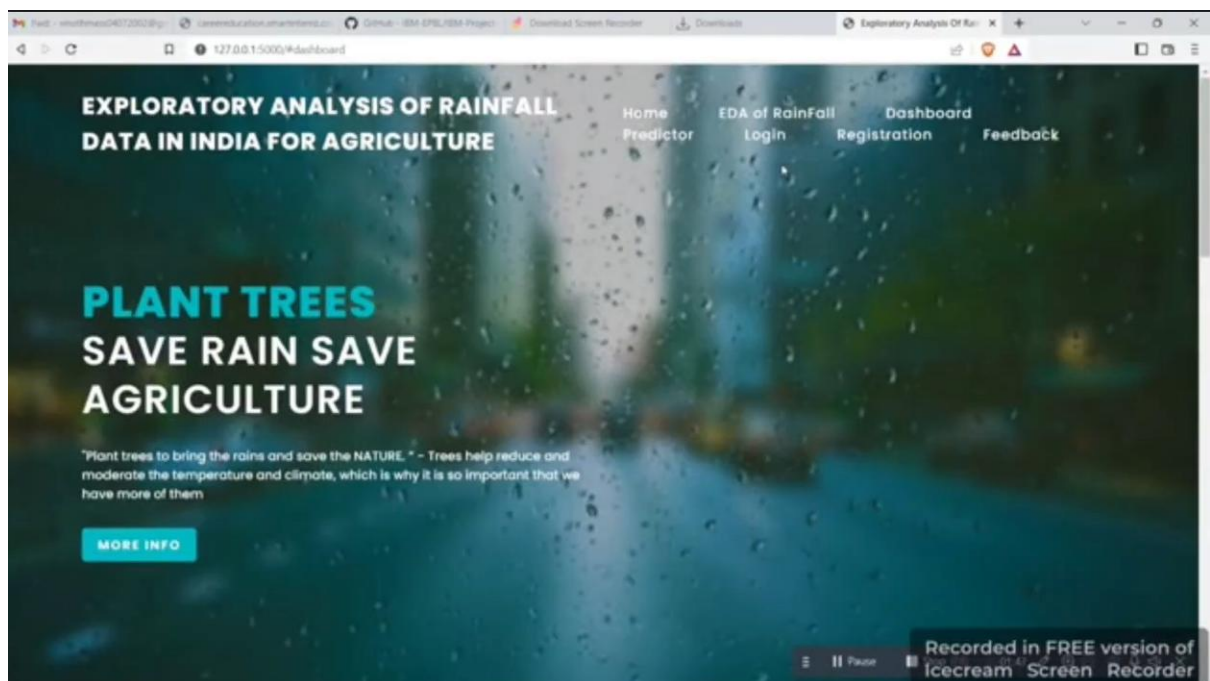 Exploratory Analysis Of Rai
127.0.0.1:5000/#dashboard
EXPLORATORY ANALYSIS OF RAINFALL
DATA IN INDIA FOR AGRICULTURE
Home EDA of RainFall Dashboard
Predictor Login Registration Feedback
PLANT TREES
SAVE RAIN SAVE
AGRICULTURE
"Plant trees to bring the rains and save the NATURE. " - Trees help reduce and
moderate the temperature and climate, which is why it is so important that we
have more of them
MORE INFO
Pause
Recorded in FREE version of
Icecream Screen Recorder